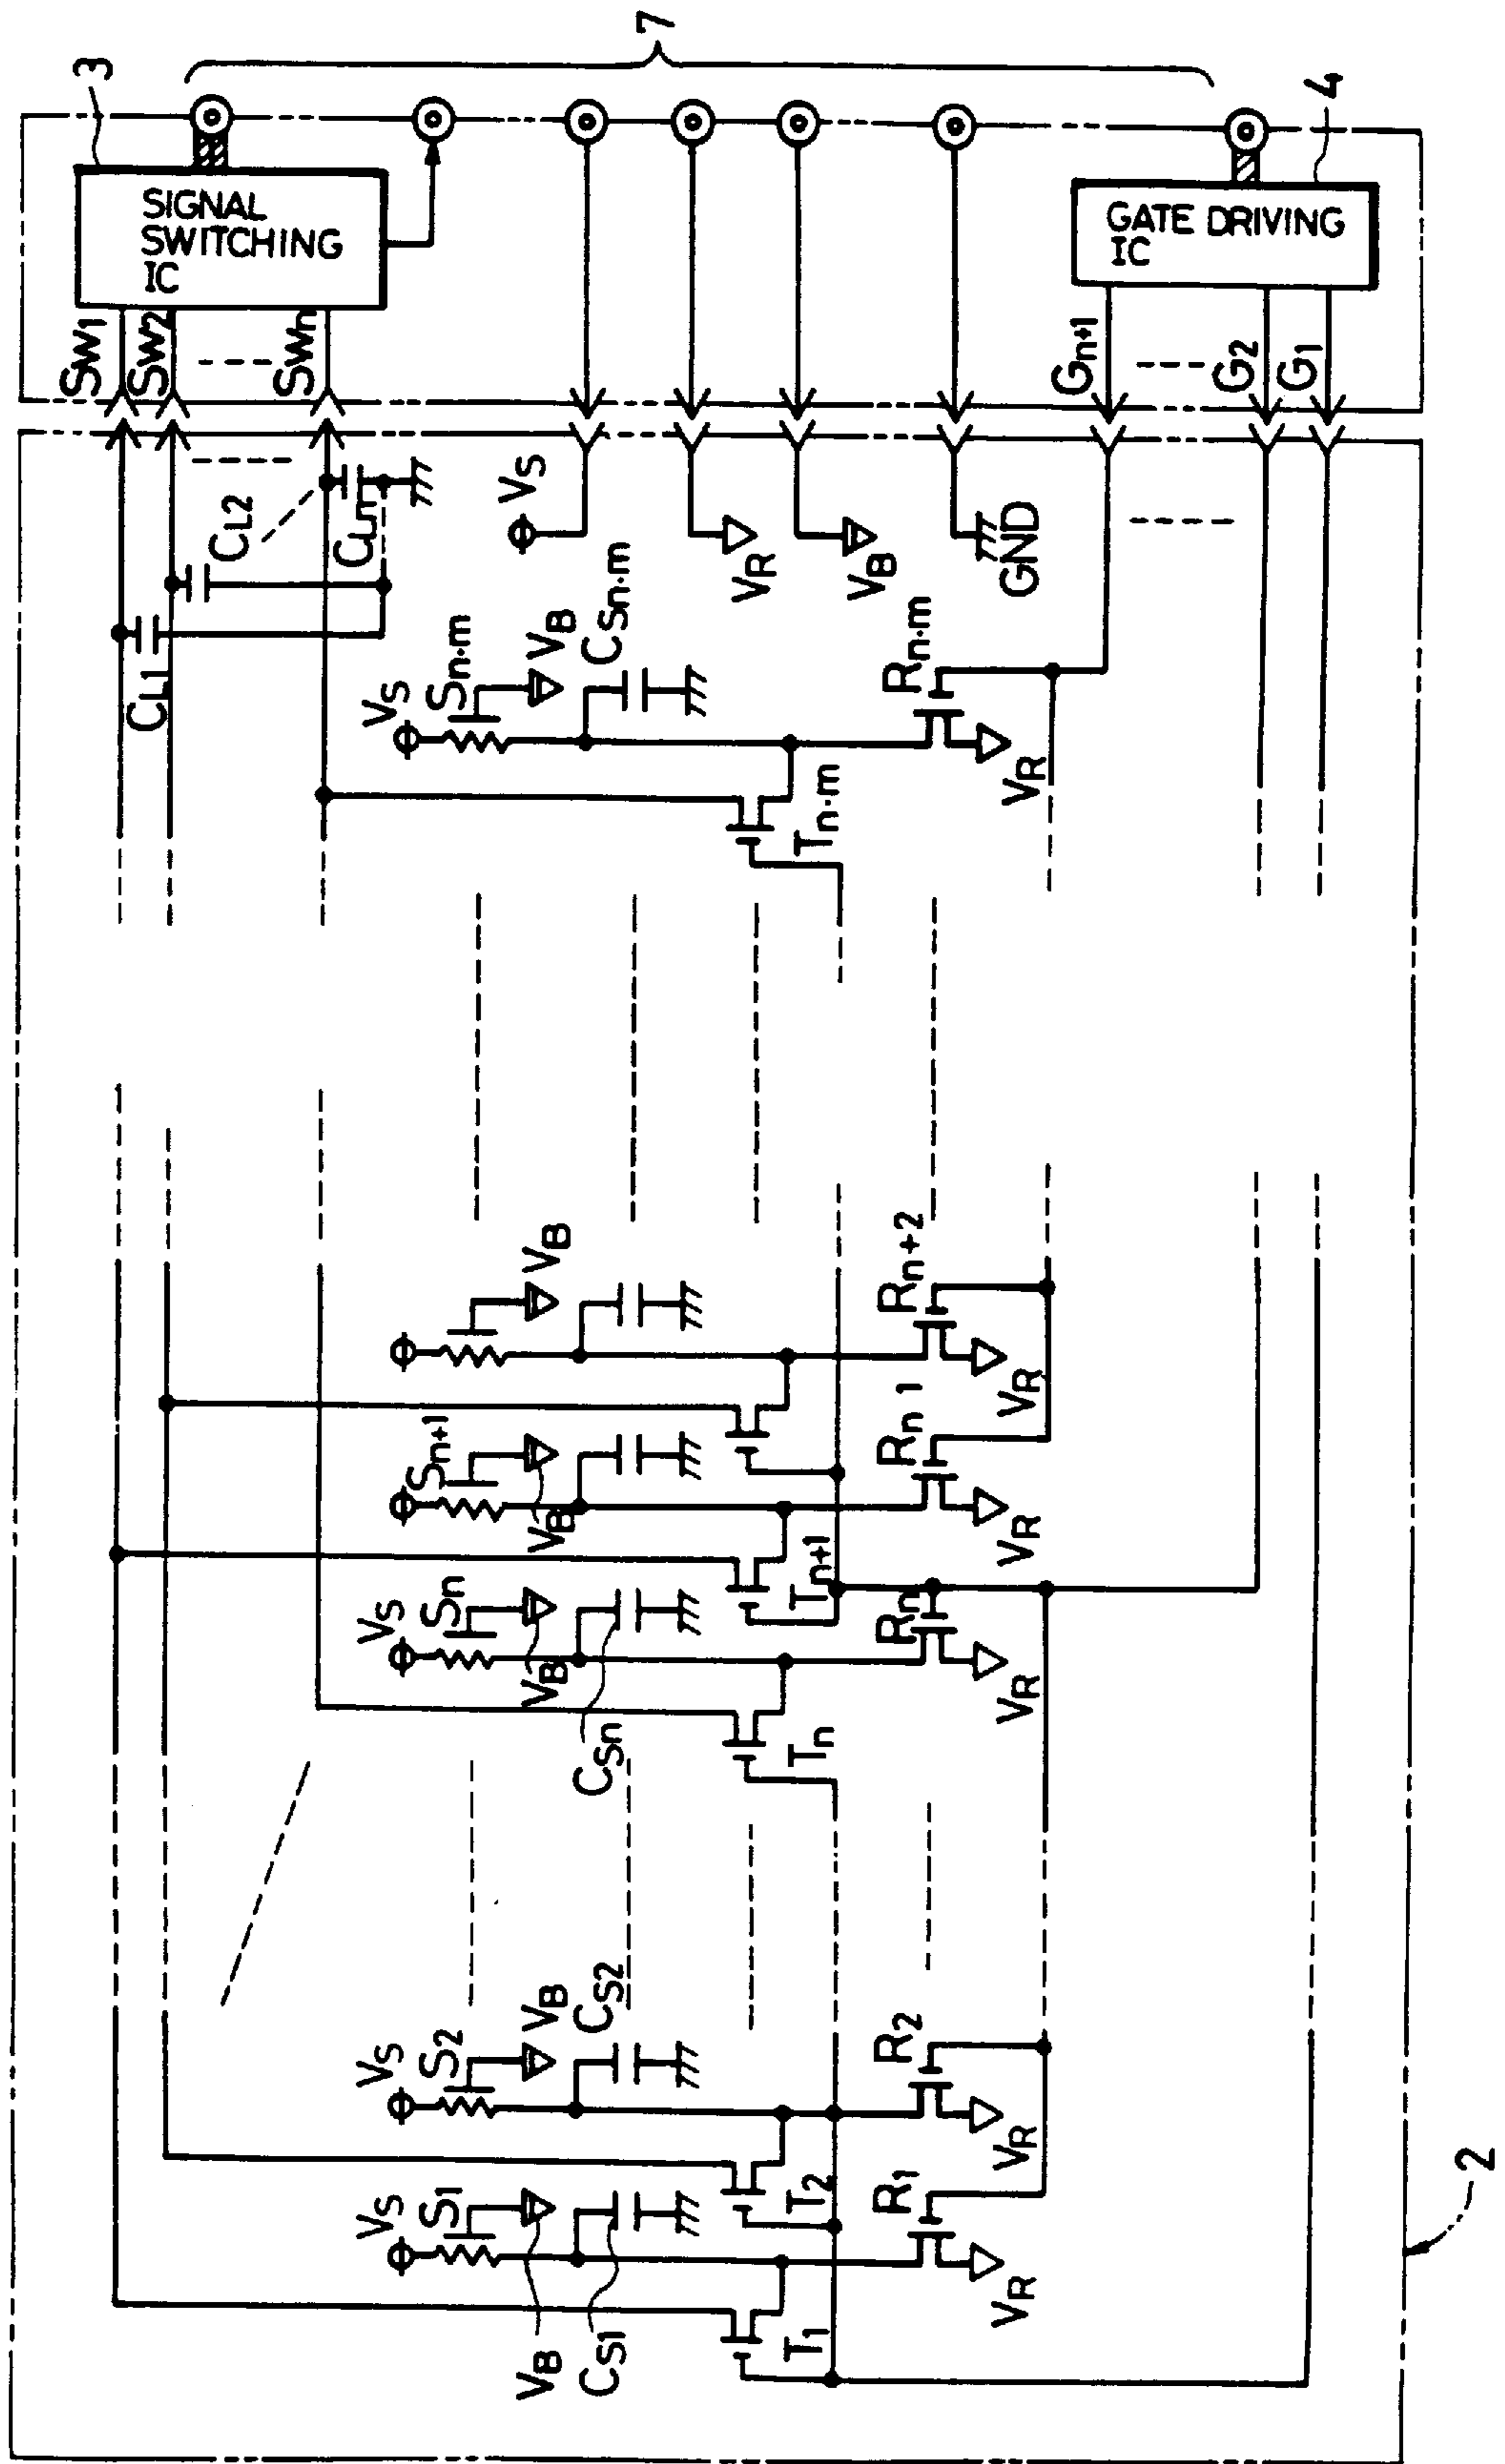 3
7
SIGNAL
SWITCHING
IC
GATE DRIVING
IC
4
SW1
SW2
SWn
Gn+1
G2
G1
CL1
CL2
CLn
VS
VR
VB
GND
VS
Sn·m
VB
CSn·m
Tn·m
Rn·m
VR
VB
Rn+2
VR
Sn+1
VB
Tn+1
Rn 1
VR
VS
Sn
VB
CSn
Tn
Rn
VR
VS
S2
VB
CS2
T2
R2
VR
VS
S1
VB
CS1
T1
R1
VR
2